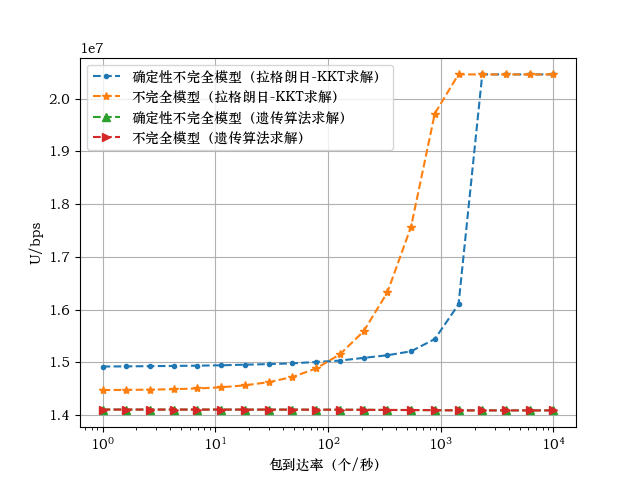 1e7
确定性不完全模型（拉格朗日-KKT求解）
不完全模型（拉格朗日-KKT求解）
确定性不完全模型（遗传算法求解）
不完全模型（遗传算法求解）
2.0
1.9
1.8
1.7
1.6
1.5
1.4
U/bps
10⁰ 10¹ 10² 10³ 10⁴
包到达率（个/秒）